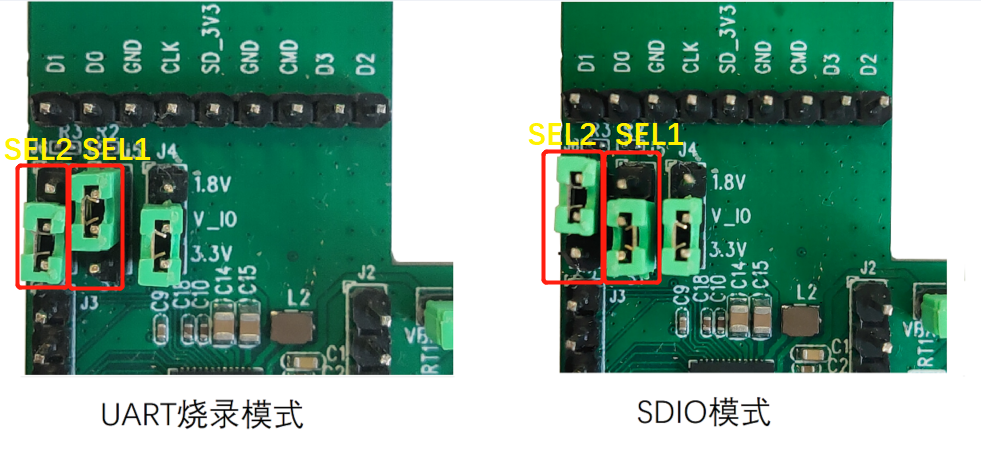 D1 D0 GND CLK SD_3V3 GND CMD D3 D2
R3 R2
SEL2 SEL1
J4
1.8V
V_IO
3.3V
J3
C9 C18 C10 C14 C15
L2
J2
C1
C2
RT1
UART烧录模式
D1 D0 GND CLK SD_3V3 GND CMD D3 D2
R3
SEL2 SEL1
J4
1.8V
V_IO
3.3V
J3
C9 C18 C10 C14 C15
L2
J2
C1
C2
RT1
SDIO模式